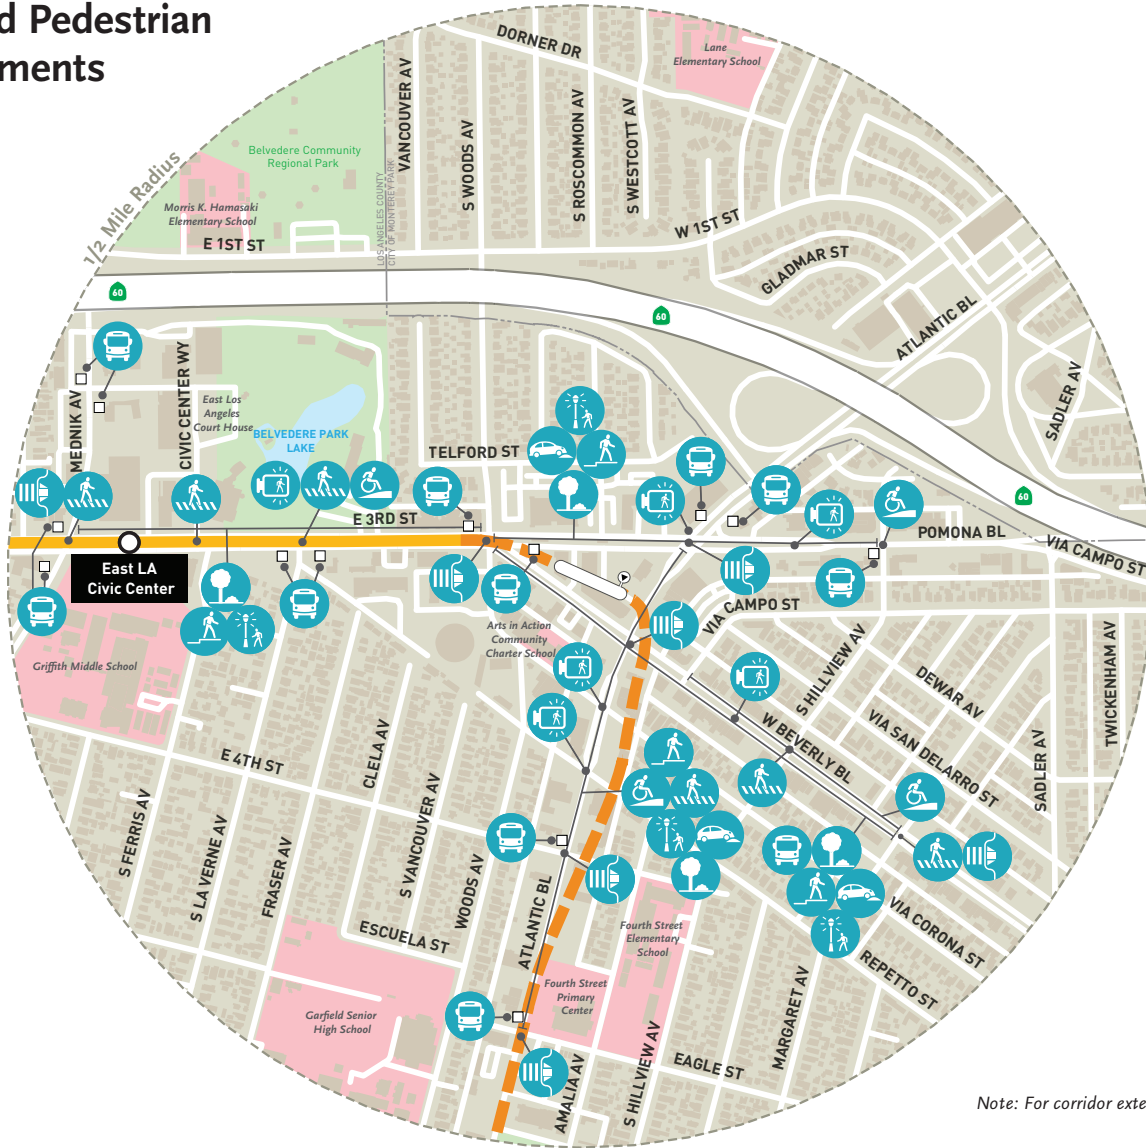 d Pedestrian
ments
1/2 Mile Radius
DORNER DR
Lane
Elementary School
VANCOUVER AV
S WOODS AV
S ROSCOMMON AV
S WESTCOTT AV
Belvedere Community
Regional Park
LOS ANGELES COUNTY
CITY OF MONTEREY PARK
Morris K. Hamasaki
Elementary School
E 1ST ST
W 1ST ST
GLADMAR ST
60
60
ATLANTIC BL
SADLER AV
MEDNIK AV
CIVIC CENTER WY
East Los
Angeles
Court House
BELVEDERE PARK
LAKE
TELFORD ST
60
E 3RD ST
POMONA BL
VIA CAMPO ST
East LA
Civic Center
VIA CAMPO ST
Arts in Action
Community
Charter School
Griffith Middle School
S HILLVIEW AV
DEWAR AV
TWICKENHAM AV
VIA SAN DELARRO ST
W BEVERLY BL
SADLER AV
E 4TH ST
CLELA AV
S FERRIS AV
S LA VERNE AV
FRASER AV
S VANCOUVER AV
WOODS AV
ATLANTIC BL
ESCUELA ST
Fourth Street
Elementary
School
VIA CORONA ST
REPETTO ST
Fourth Street
Primary
Center
Garfield Senior
High School
MARGARET AV
S HILLVIEW AV
EAGLE ST
AMALIA AV
Note: For corridor exte